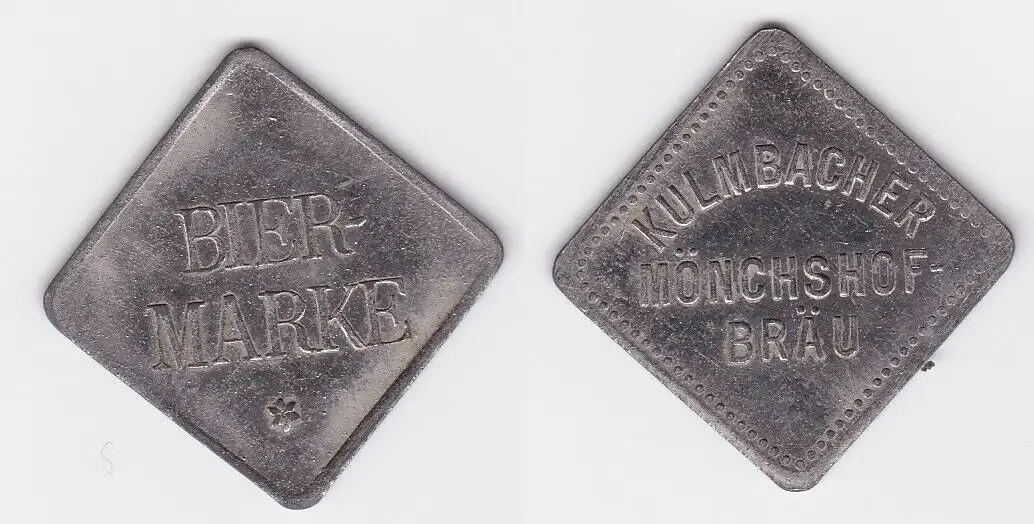 BIER-
MARKE
KULMBACHER
MÖNCHSHOF-
BRÄU